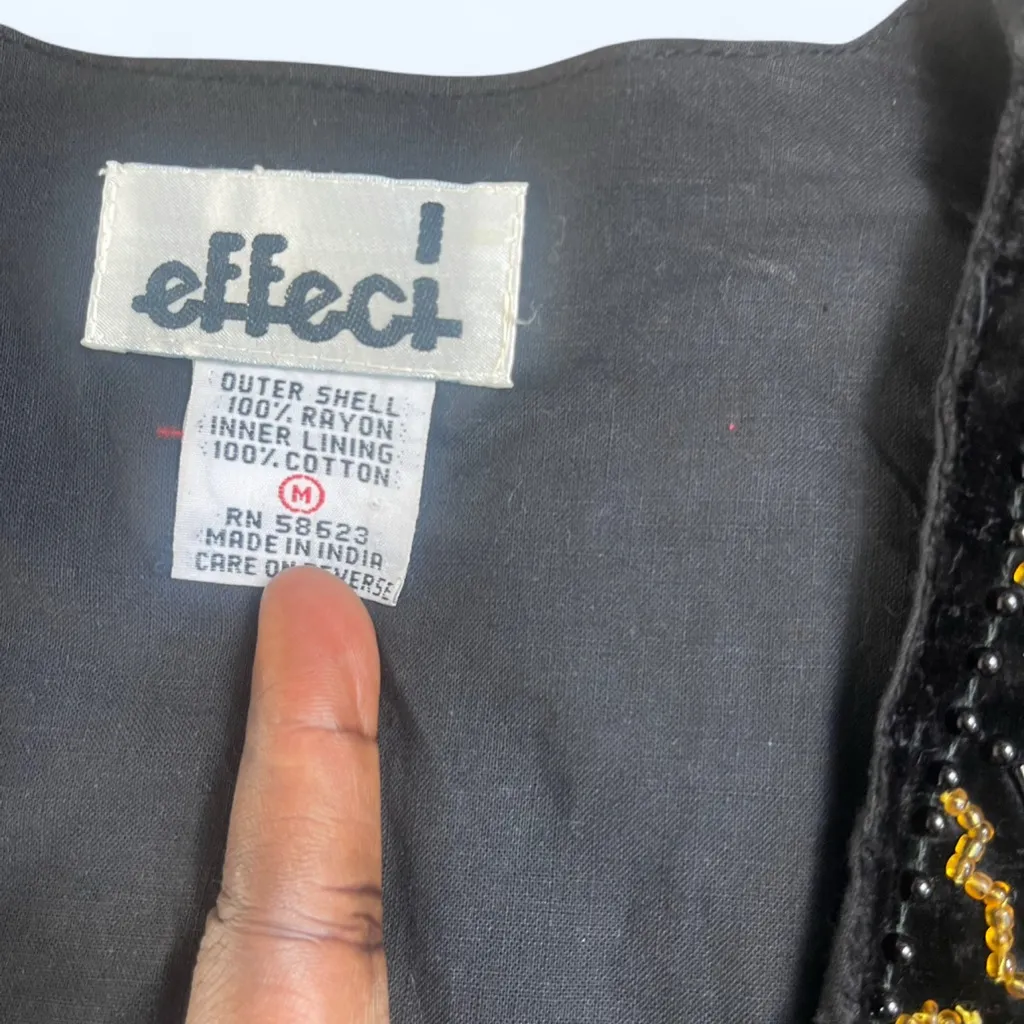 effect
OUTER SHELL
100% RAYON
INNER LINING
100% COTTON
M
RN 58623
MADE IN INDIA
CARE ON REVERSE